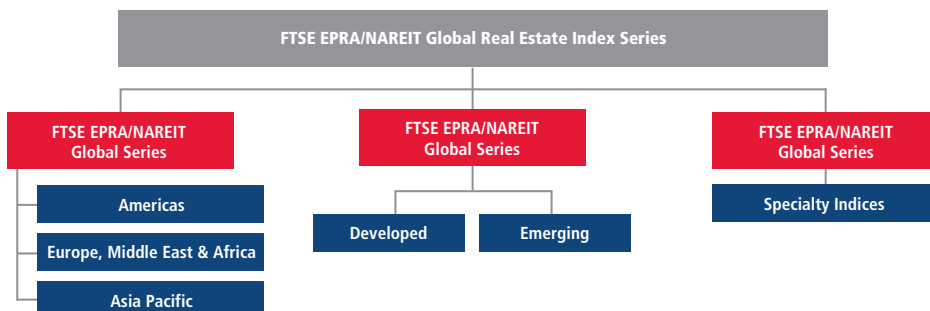 FTSE EPRA/NAREIT Global Real Estate Index Series
FTSE EPRA/NAREIT
Global Series
Americas
Europe, Middle East & Africa
Asia Pacific
FTSE EPRA/NAREIT
Global Series
Developed
Emerging
FTSE EPRA/NAREIT
Global Series
Specialty Indices